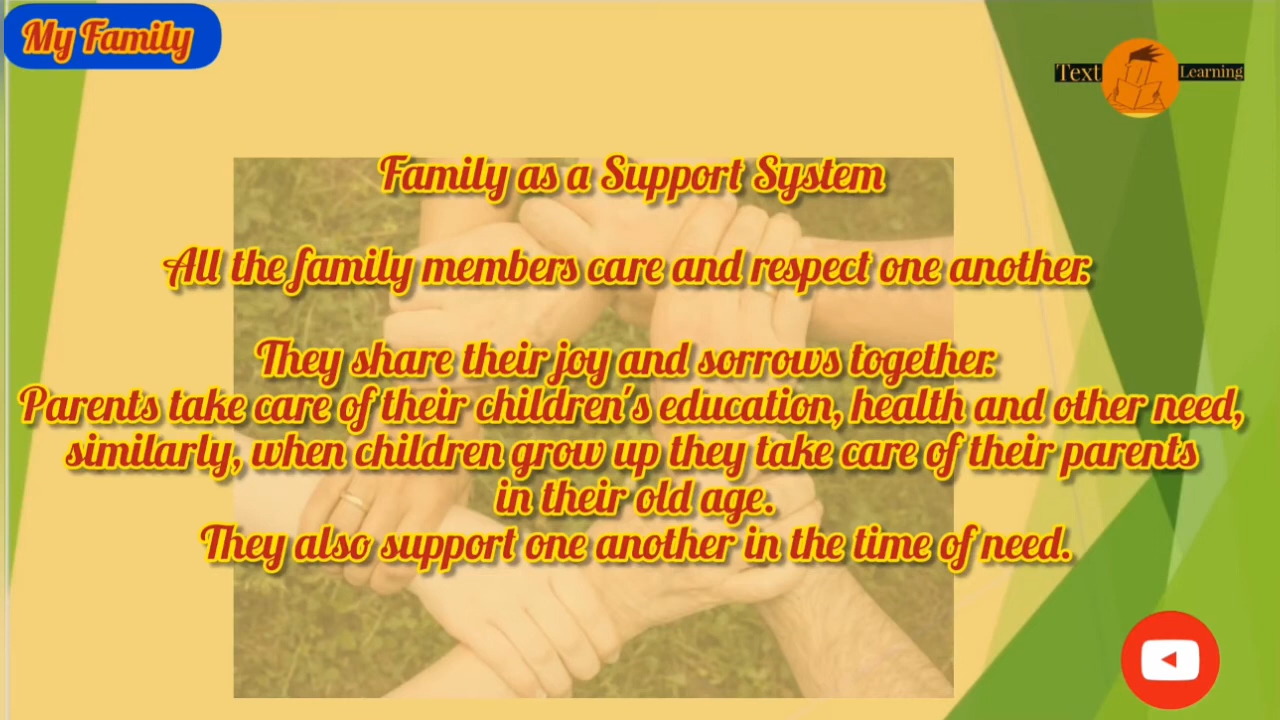 My Family
Text Learning
Family as a Support System
All the family members care and respect one another.
They share their joy and sorrows together.
Parents take care of their children's education, health and other need,
similarly, when children grow up they take care of their parents
in their old age.
They also support one another in the time of need.